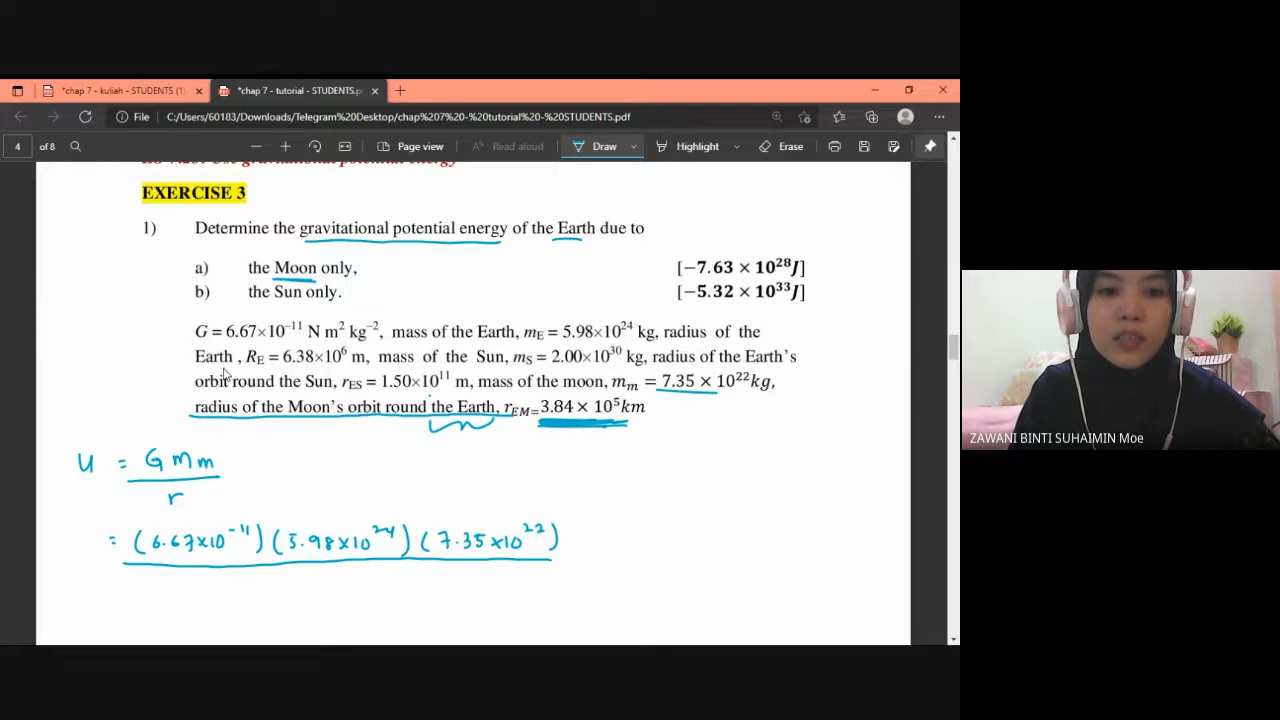 *chap 7 - kuliah - STUDENTS (1)
*chap 7 - tutorial - STUDENTS.p
File
C:/Users/60183/Downloads/Telegram%20Desktop/chap%207%20-%20tutorial%20-%20STUDENTS.pdf
4 of 8
Page view
Read aloud
Draw
Highlight
Erase
EXERCISE 3
1) Determine the gravitational potential energy of the Earth due to
a) the Moon only, [−7.63 × 10²⁸J]
b) the Sun only. [−5.32 × 10³³J]
G = 6.67×10⁻¹¹ N m² kg⁻², mass of the Earth, mE = 5.98×10²⁴ kg, radius of the
Earth , RE = 6.38×10⁶ m, mass of the Sun, mS = 2.00×10³⁰ kg, radius of the Earth's
orbit round the Sun, rES = 1.50×10¹¹ m, mass of the moon, mm = 7.35 × 10²²kg,
radius of the Moon's orbit round the Earth, rEM= 3.84 × 10⁵km
U = GMm
r
= (6.67×10⁻¹¹)(5.98×10²⁴)(7.35×10²²)
ZAWANI BINTI SUHAIMIN Moe